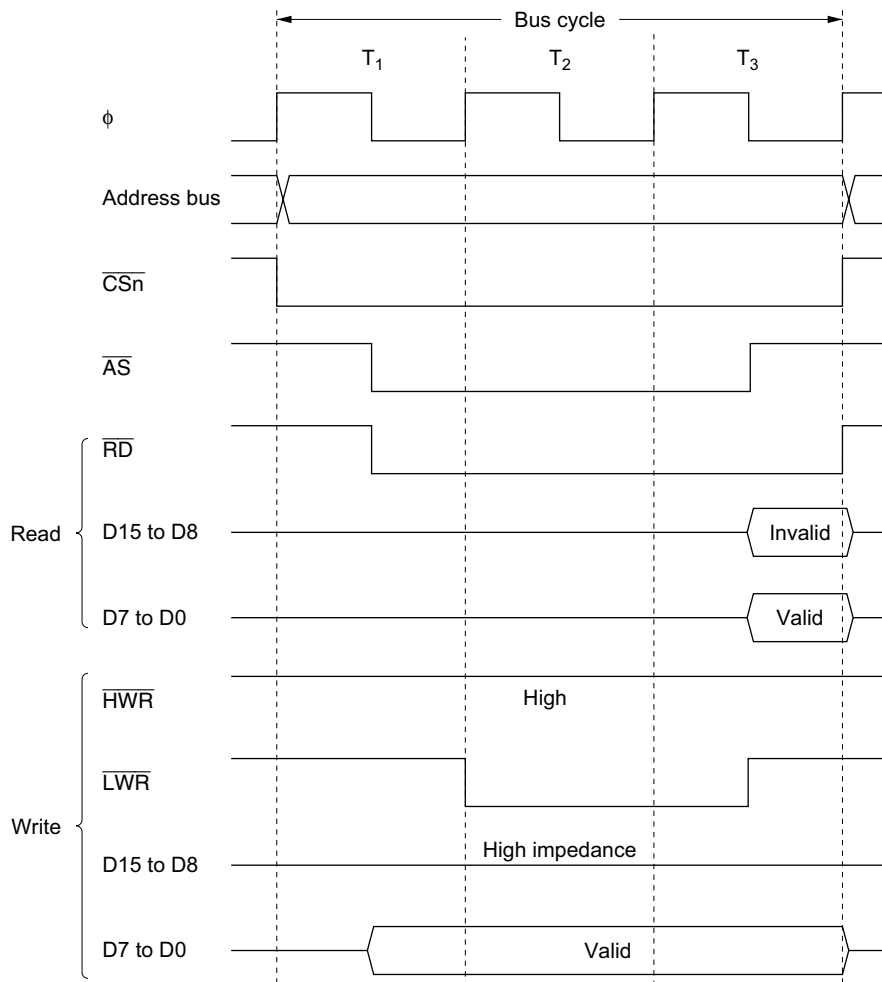 Bus cycle
T1 T2 T3
ϕ
Address bus
CSn
AS
RD
Read
D15 to D8
Invalid
D7 to D0
Valid
HWR
High
LWR
Write
D15 to D8
High impedance
D7 to D0
Valid